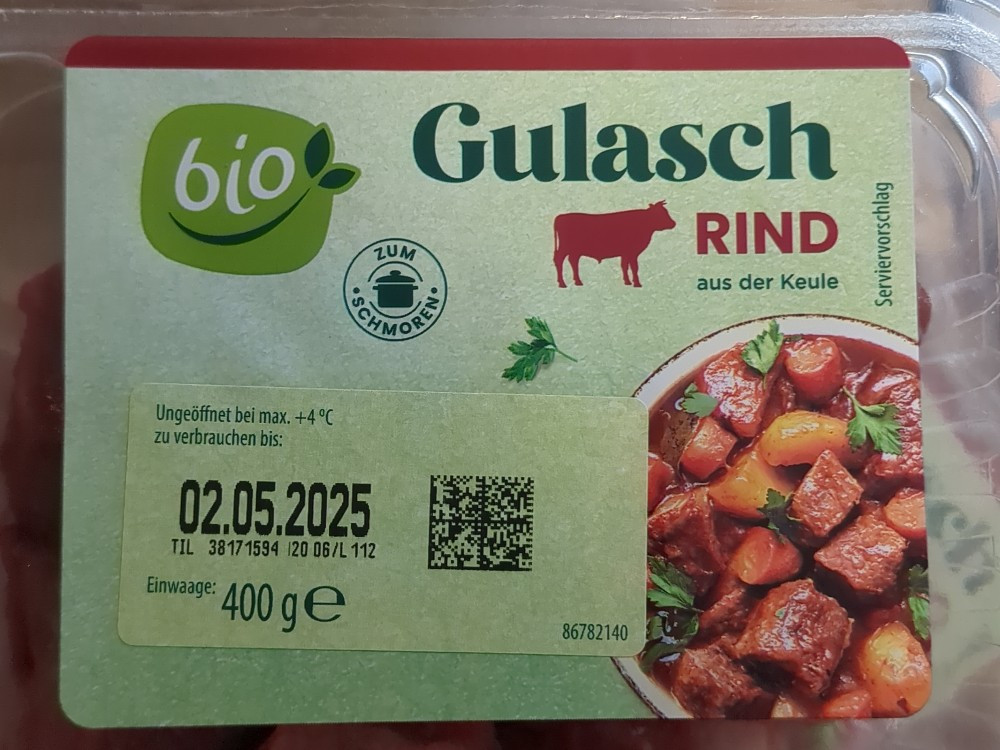 bio
Gulasch
RIND
aus der Keule
Serviervorschlag
ZUM
SCHMOREN
Ungeöffnet bei max. +4 °C
zu verbrauchen bis:
02.05.2025
TIL 38171594 120 06/L 112
Einwaage: 400 g ℮
86782140